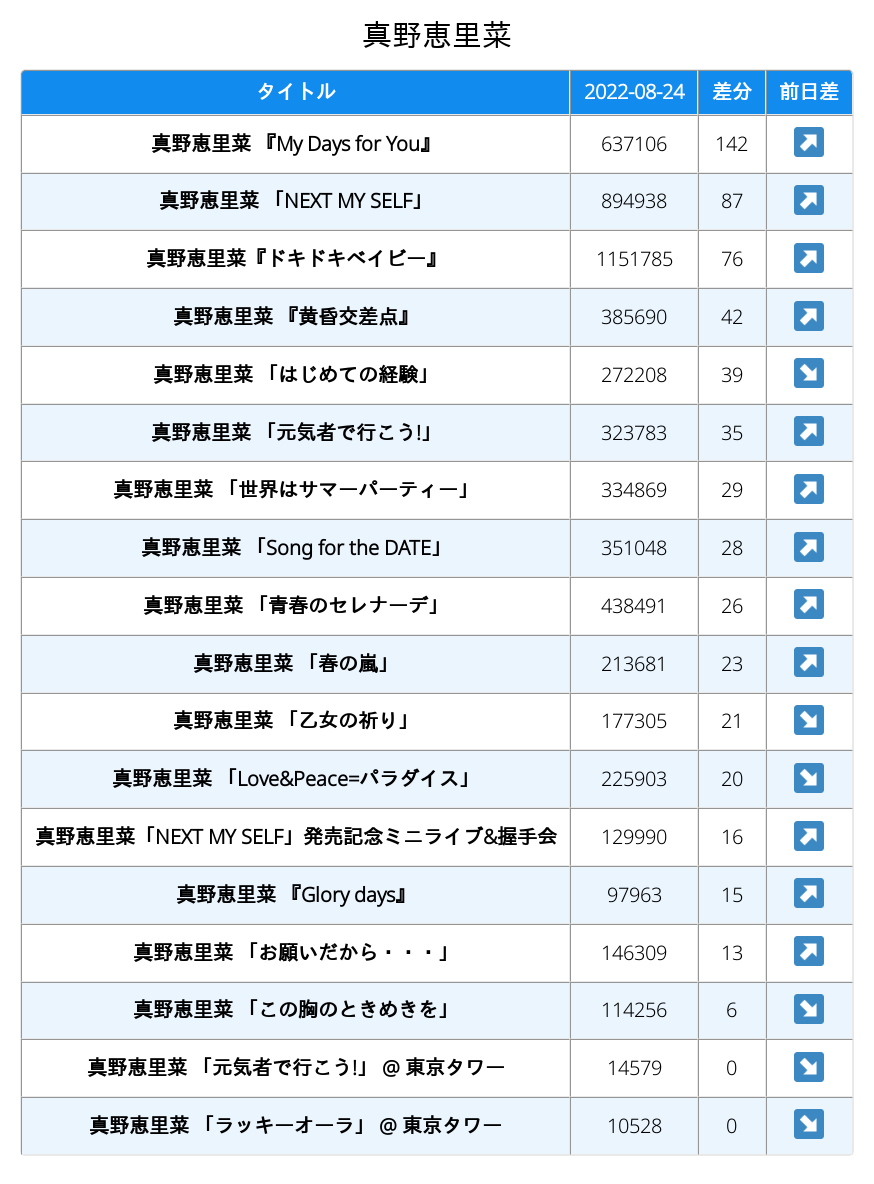 真野恵里菜
タイトル 2022-08-24 差分 前日差
真野恵里菜 『My Days for You』 637106 142
真野恵里菜 「NEXT MY SELF」 894938 87
真野恵里菜『ドキドキベイビー』 1151785 76
真野恵里菜 『黄昏交差点』 385690 42
真野恵里菜 「はじめての経験」 272208 39
真野恵里菜 「元気者で行こう!」 323783 35
真野恵里菜 「世界はサマーパーティー」 334869 29
真野恵里菜 「Song for the DATE」 351048 28
真野恵里菜 「青春のセレナーデ」 438491 26
真野恵里菜 「春の嵐」 213681 23
真野恵里菜 「乙女の祈り」 177305 21
真野恵里菜 「Love&Peace=パラダイス」 225903 20
真野恵里菜「NEXT MY SELF」発売記念ミニライブ&握手会 129990 16
真野恵里菜 『Glory days』 97963 15
真野恵里菜 「お願いだから・・・」 146309 13
真野恵里菜 「この胸のときめきを」 114256 6
真野恵里菜 「元気者で行こう!」 @ 東京タワー 14579 0
真野恵里菜 「ラッキーオーラ」 @ 東京タワー 10528 0